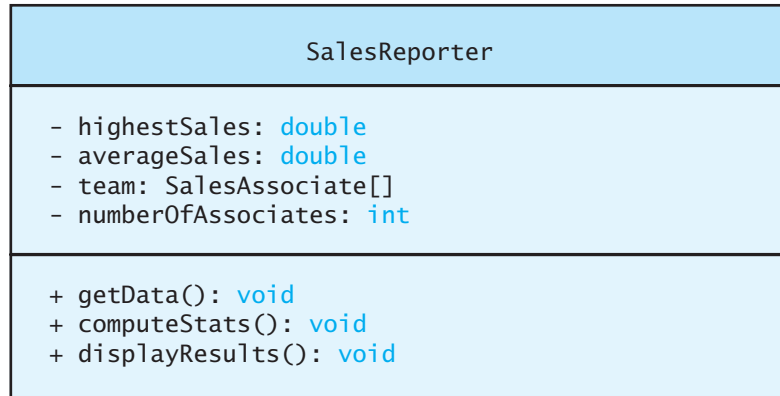 SalesReporter
- highestSales: double
- averageSales: double
- team: SalesAssociate[]
- numberOfAssociates: int
+ getData(): void
+ computeStats(): void
+ displayResults(): void